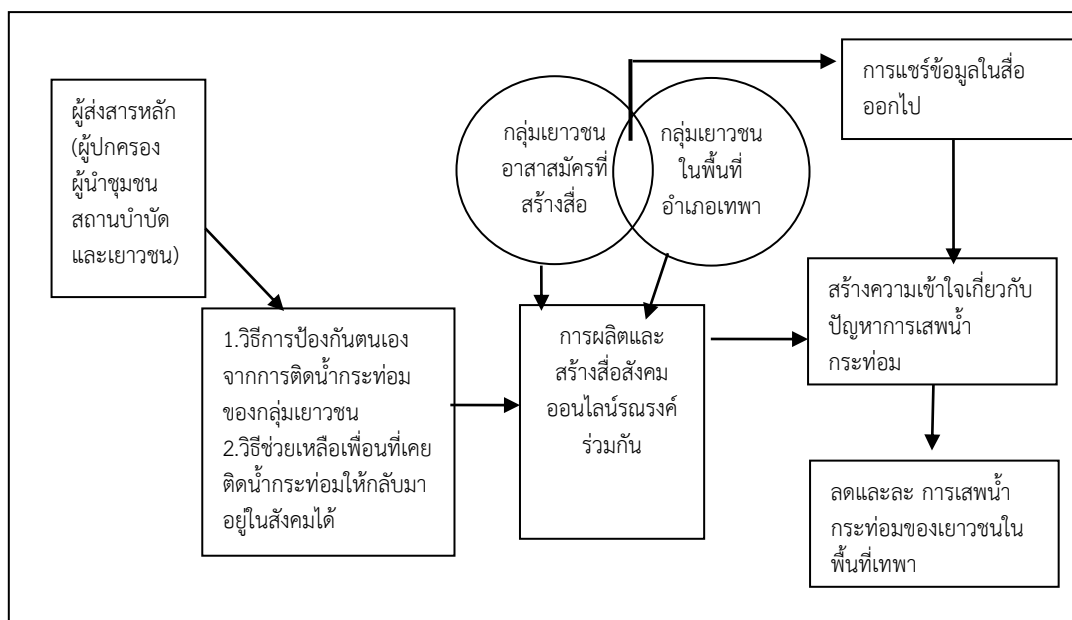 ผู้ส่งสารหลัก
(ผู้ปกครอง
ผู้นำชุมชน
สถานบำบัด
และเยาวชน)
1.วิธีการป้องกันตนเอง
จากการติดน้ำกระท่อม
ของกลุ่มเยาวชน
2.วิธีช่วยเหลือเพื่อนที่เคย
ติดน้ำกระท่อมให้กลับมา
อยู่ในสังคมได้
กลุ่มเยาวชน
อาสาสมัครที่
สร้างสื่อ
กลุ่มเยาวชน
ในพื้นที่
อำเภอเทพา
การผลิตและ
สร้างสื่อสังคม
ออนไลน์รณรงค์
ร่วมกัน
การแชร์ข้อมูลในสื่อ
ออกไป
สร้างความเข้าใจเกี่ยวกับ
ปัญหาการเสพน้ำ
กระท่อม
ลดและละ การเสพน้ำ
กระท่อมของเยาวชนใน
พื้นที่เทพา